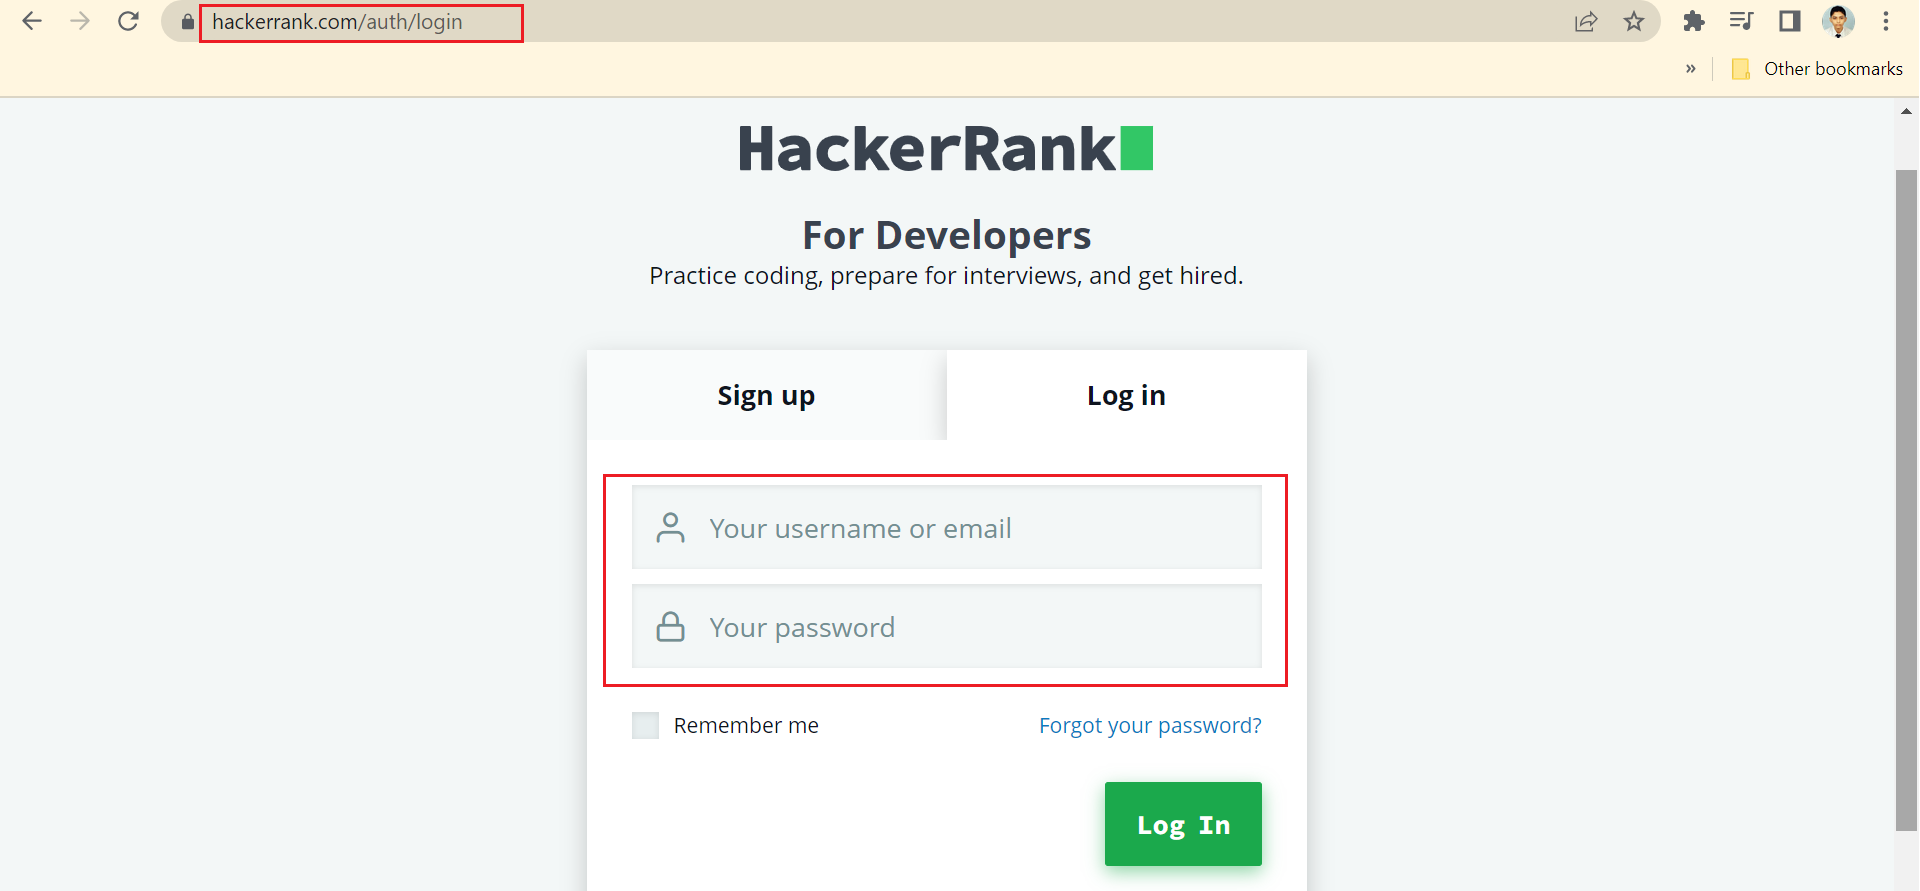 hackerrank.com/auth/login
»
Other bookmarks
HackerRank
For Developers
Practice coding, prepare for interviews, and get hired.
Sign up
Log in
Your username or email
Your password
Remember me
Forgot your password?
Log In